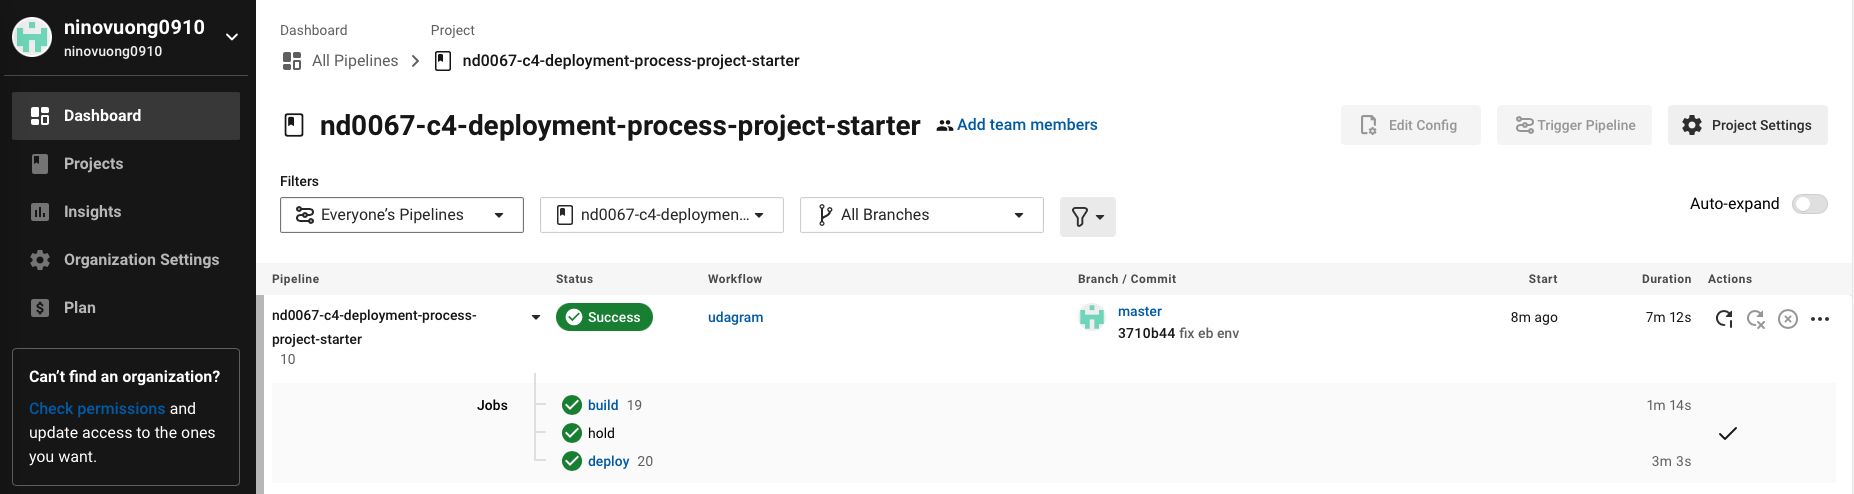 ninovuong0910
ninovuong0910
Dashboard
Projects
Insights
Organization Settings
Plan
Can't find an organization?
Check permissions and
update access to the ones
you want.
Dashboard Project
All Pipelines nd0067-c4-deployment-process-project-starter
nd0067-c4-deployment-process-project-starter Add team members Edit Config Trigger Pipeline Project Settings
Filters
Everyone's Pipelines nd0067-c4-deploymen... All Branches Auto-expand
Pipeline Status Workflow Branch / Commit Start Duration Actions
nd0067-c4-deployment-process-
project-starter
10
Success udagram master 8m ago 7m 12s
3710b44 fix eb env
Jobs build 19 1m 14s
hold
deploy 20 3m 3s